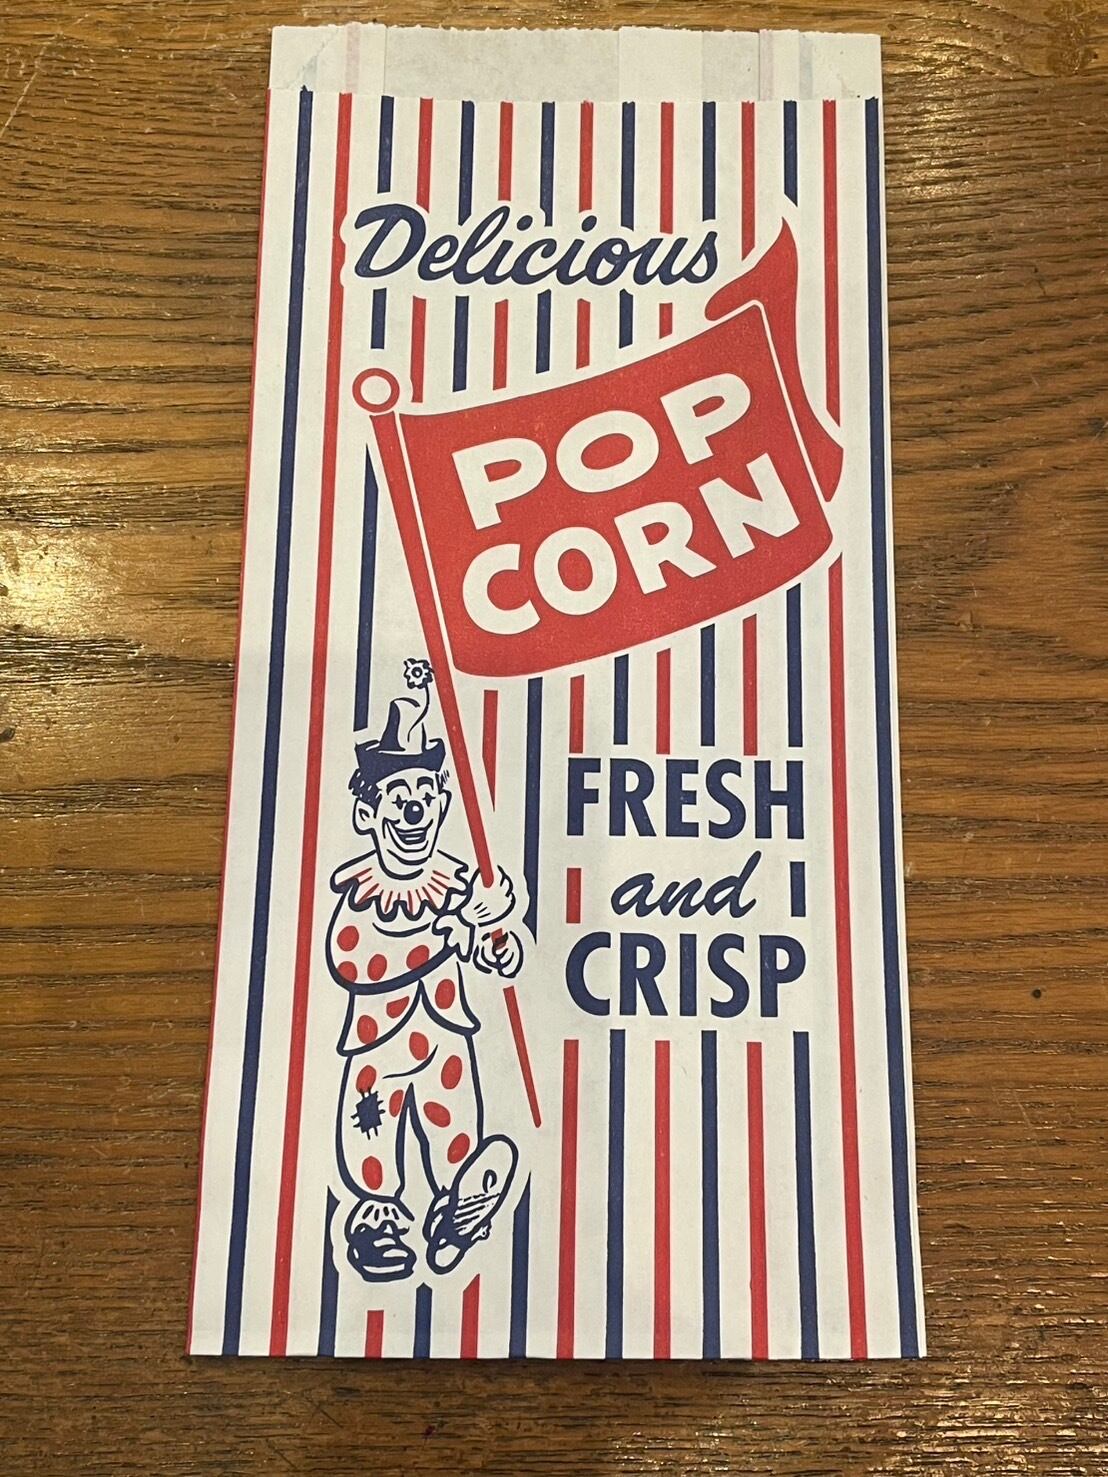 Delicious
POP
CORN
FRESH
and
CRISP